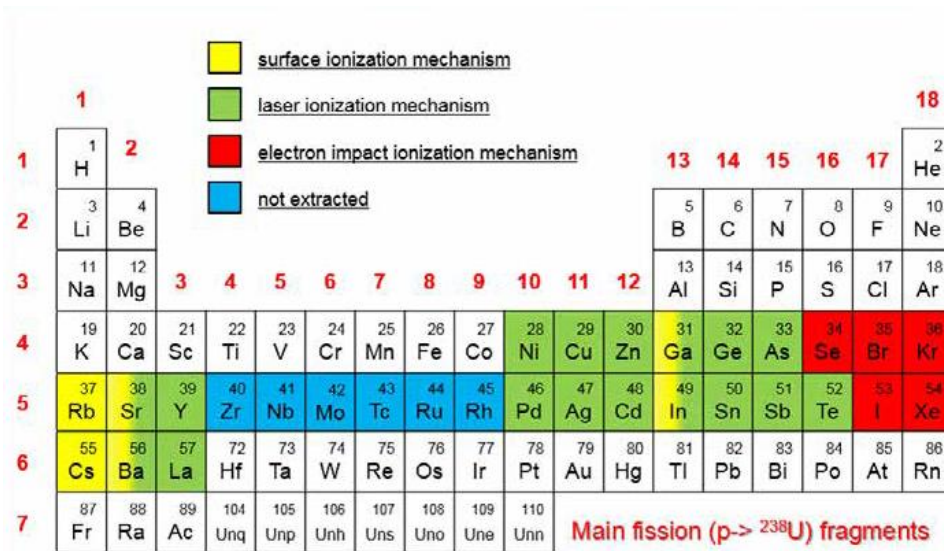 surface ionization mechanism
laser ionization mechanism
electron impact ionization mechanism
not extracted
1 18
1 1 2 13 14 15 16 17 2
H He
2 3 4 5 6 7 8 9 10
Li Be B C N O F Ne
3 11 12 3 4 5 6 7 8 9 10 11 12 13 14 15 16 17 18
Na Mg Al Si P S Cl Ar
4 19 20 21 22 23 24 25 26 27 28 29 30 31 32 33 34 35 36
K Ca Sc Ti V Cr Mn Fe Co Ni Cu Zn Ga Ge As Se Br Kr
5 37 38 39 40 41 42 43 44 45 46 47 48 49 50 51 52 53 54
Rb Sr Y Zr Nb Mo Tc Ru Rh Pd Ag Cd In Sn Sb Te I Xe
6 55 56 57 72 73 74 75 76 77 78 79 80 81 82 83 84 85 86
Cs Ba La Hf Ta W Re Os Ir Pt Au Hg Tl Pb Bi Po At Rn
7 87 88 89 104 105 106 107 108 109 110
Fr Ra Ac Unq Unp Unh Uns Uno Une Unn Main fission (p-> ²³⁸U) fragments